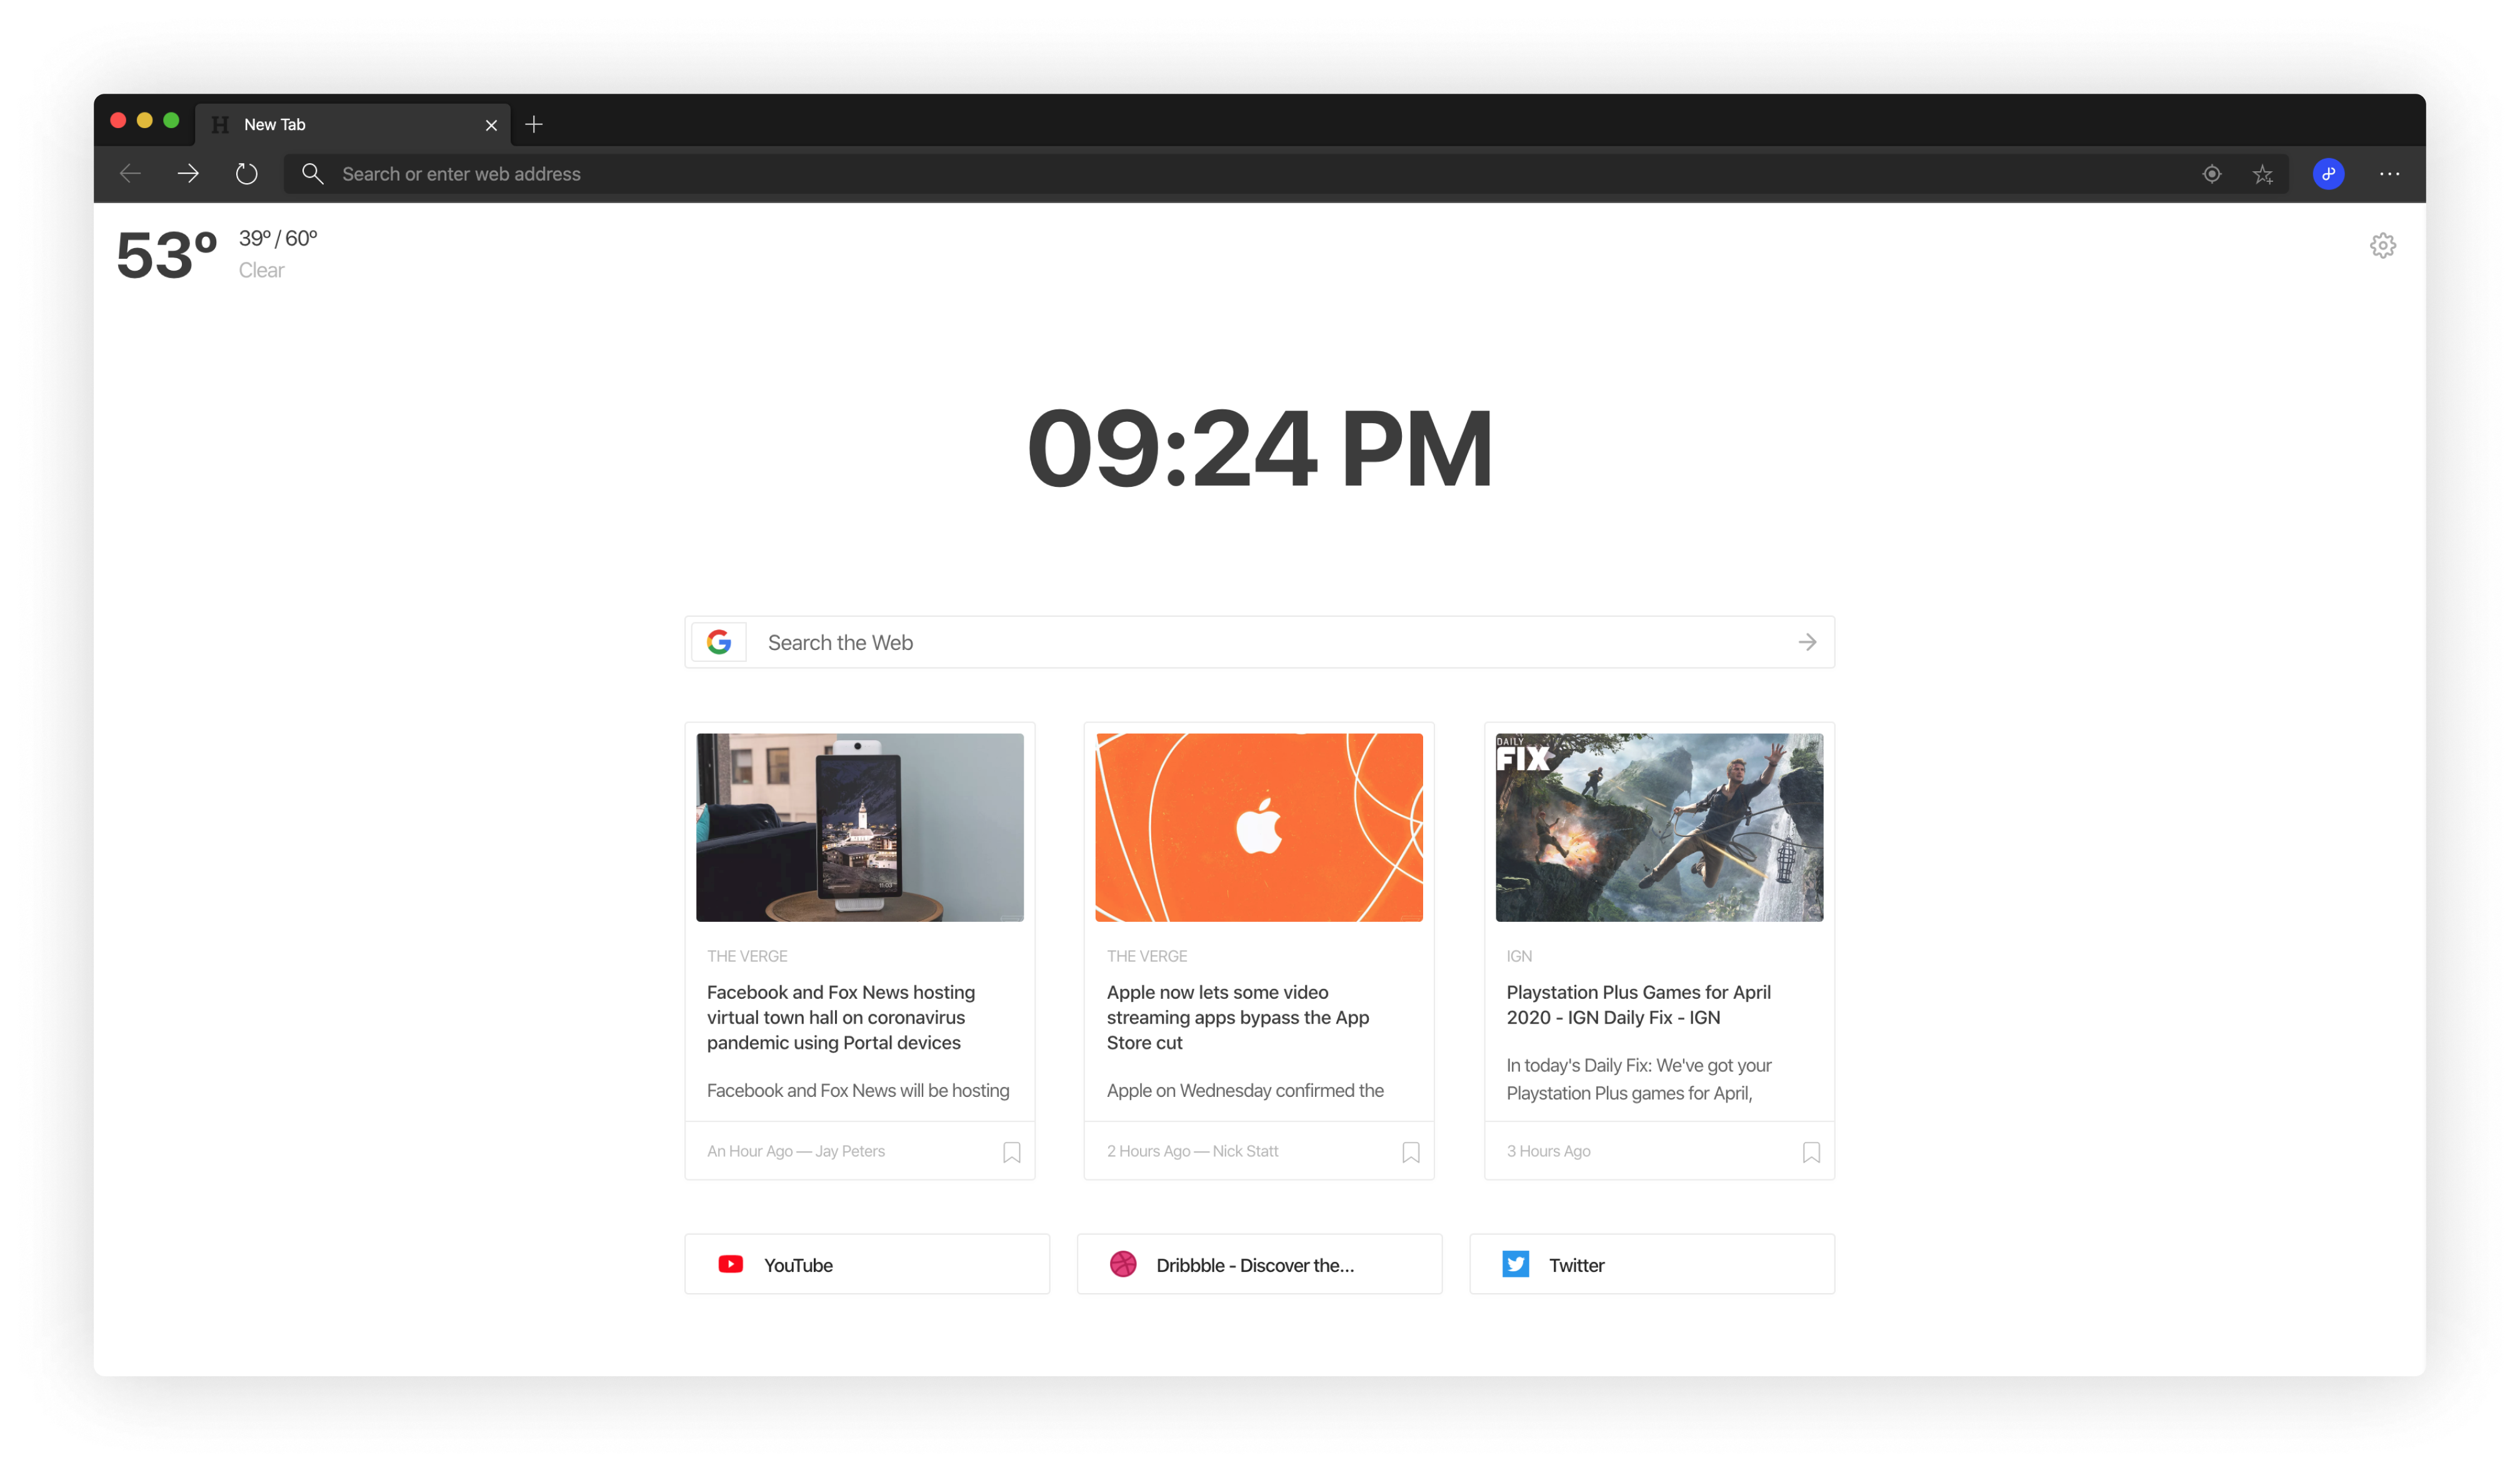 H New Tab
Search or enter web address
53º
39º / 60º
Clear
09:24 PM
G Search the Web
DAILY
FIX
THE VERGE
Facebook and Fox News hosting
virtual town hall on coronavirus
pandemic using Portal devices
Facebook and Fox News will be hosting
An Hour Ago — Jay Peters
THE VERGE
Apple now lets some video
streaming apps bypass the App
Store cut
Apple on Wednesday confirmed the
2 Hours Ago — Nick Statt
IGN
Playstation Plus Games for April
2020 - IGN Daily Fix - IGN
In today's Daily Fix: We've got your
Playstation Plus games for April,
3 Hours Ago
YouTube
Dribbble - Discover the...
Twitter